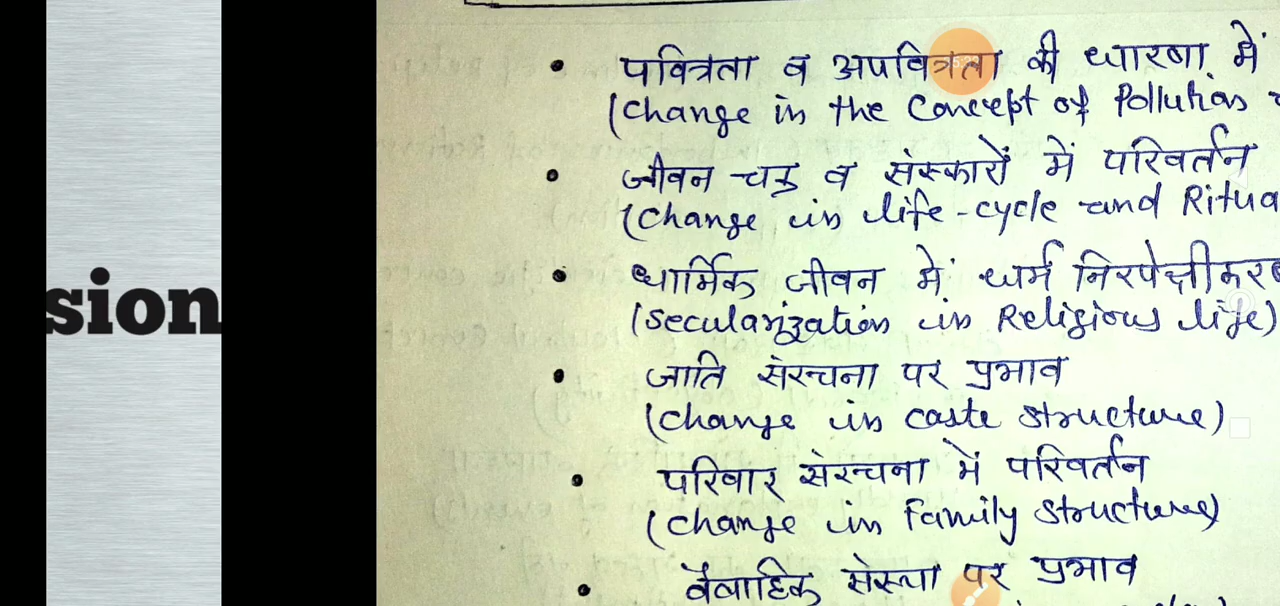 sion
• पवित्रता व अपवित्रता की धारणा में
(Change in the Concept of Pollution
• जीवन चक्र व संस्कारों में परिवर्तन
(Change in life-cycle and Ritua
• धार्मिक जीवन में धर्म निरपेक्षीकरण
(Secularization in Religious life)
• जाति संरचना पर प्रभाव
(Change in caste structure)
• परिवार संरचना में परिवर्तन
(Change in Family structure)
• वैवाहिक संस्था पर प्रभाव